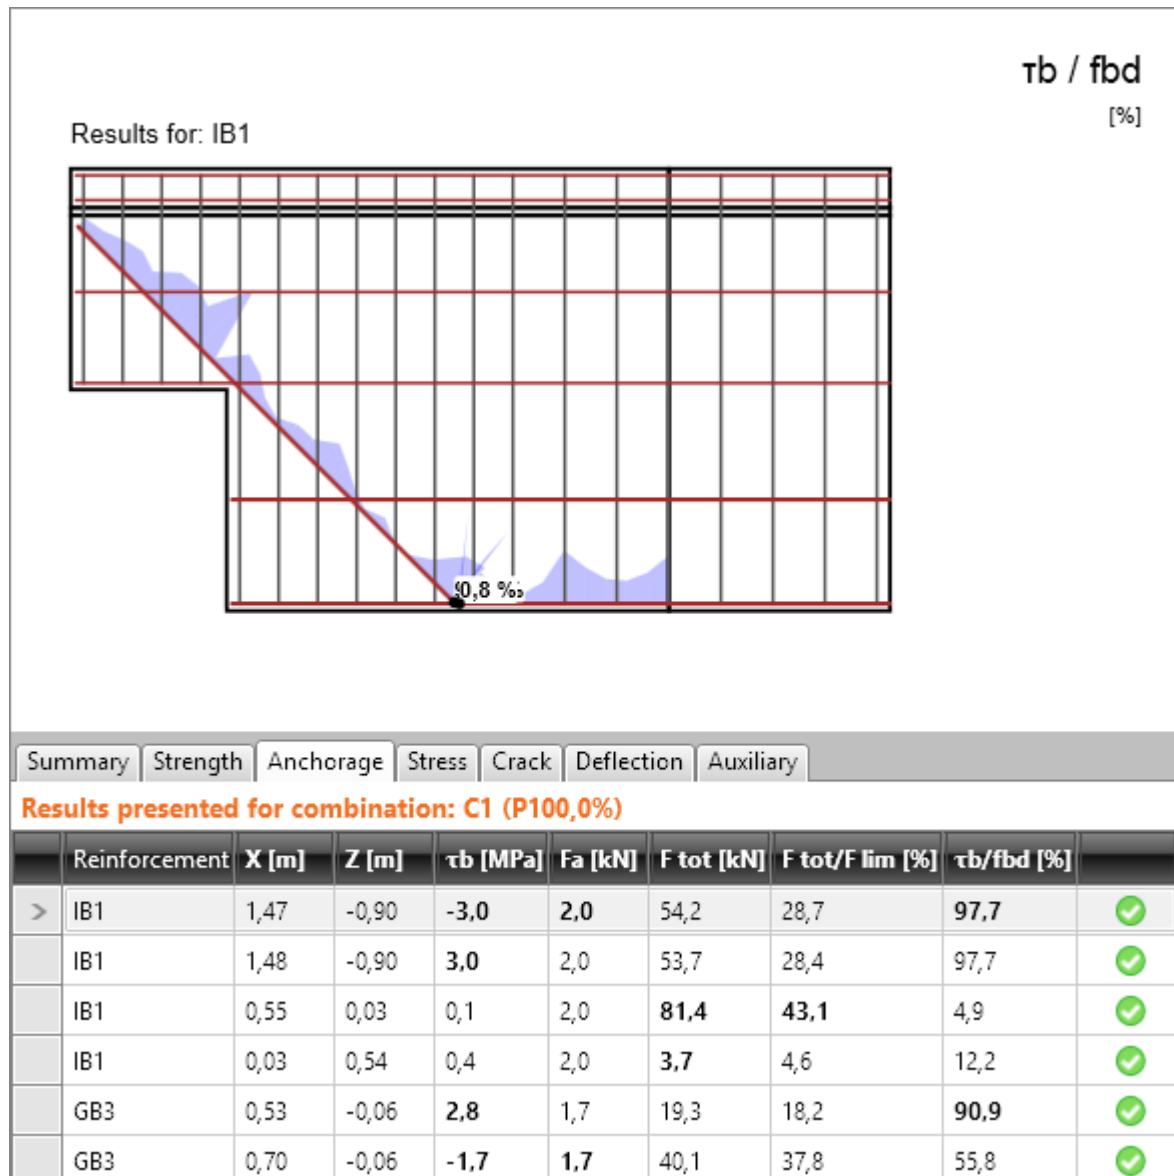 τb / fbd
[%]
Results for: IB1
0,8 %
Summary Strength Anchorage Stress Crack Deflection Auxiliary
Results presented for combination: C1 (P100,0%)
Reinforcement X [m] Z [m] τb [MPa] Fa [kN] F tot [kN] F tot/F lim [%] τb/fbd [%]
> IB1 1,47 -0,90 -3,0 2,0 54,2 28,7 97,7
IB1 1,48 -0,90 3,0 2,0 53,7 28,4 97,7
IB1 0,55 0,03 0,1 2,0 81,4 43,1 4,9
IB1 0,03 0,54 0,4 2,0 3,7 4,6 12,2
GB3 0,53 -0,06 2,8 1,7 19,3 18,2 90,9
GB3 0,70 -0,06 -1,7 1,7 40,1 37,8 55,8